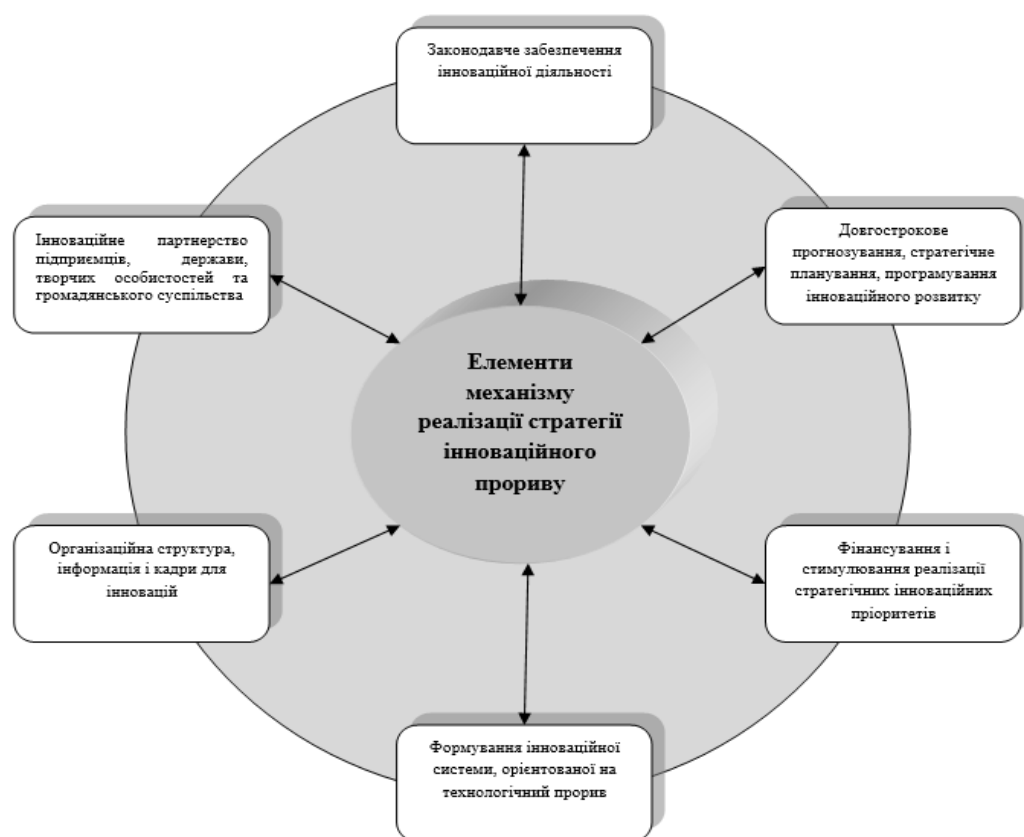 Законодавче забезпечення
інноваційної діяльності
Інноваційне партнерство
підприємців, держави,
творчих особистостей та
громадянського суспільства
Довгострокове
прогнозування, стратегічне
планування, програмування
інноваційного розвитку
Елементи
механізму
реалізації стратегії
інноваційного
прориву
Організаційна структура,
інформація і кадри для
інновацій
Фінансування і
стимулювання реалізації
стратегічних інноваційних
пріоритетів
Формування інноваційної
системи, орієнтованої на
технологічний прорив